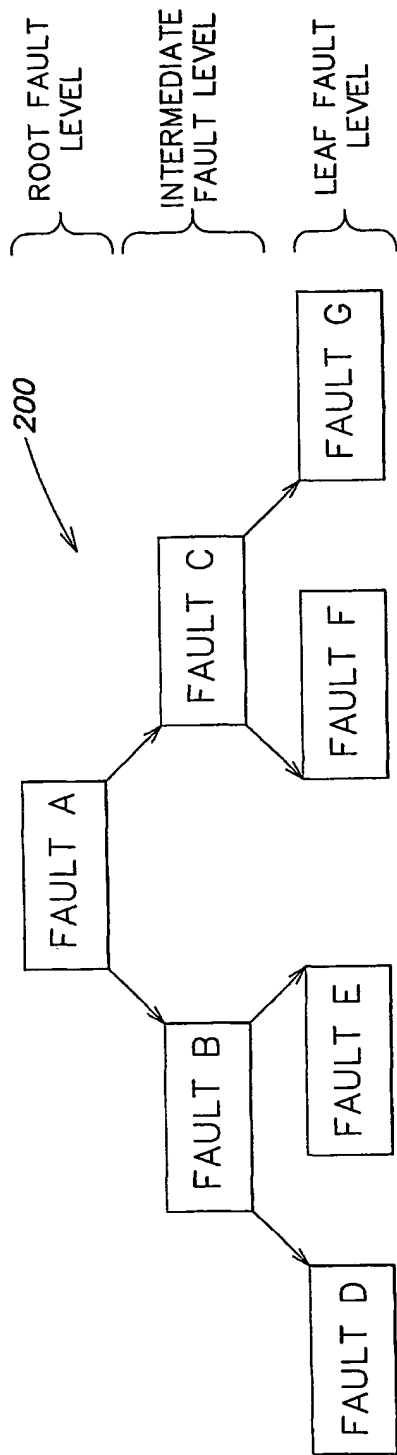 200
FAULT A
ROOT FAULT
LEVEL
FAULT B
FAULT C
INTERMEDIATE
FAULT LEVEL
FAULT D
FAULT E
FAULT F
FAULT G
LEAF FAULT
LEVEL